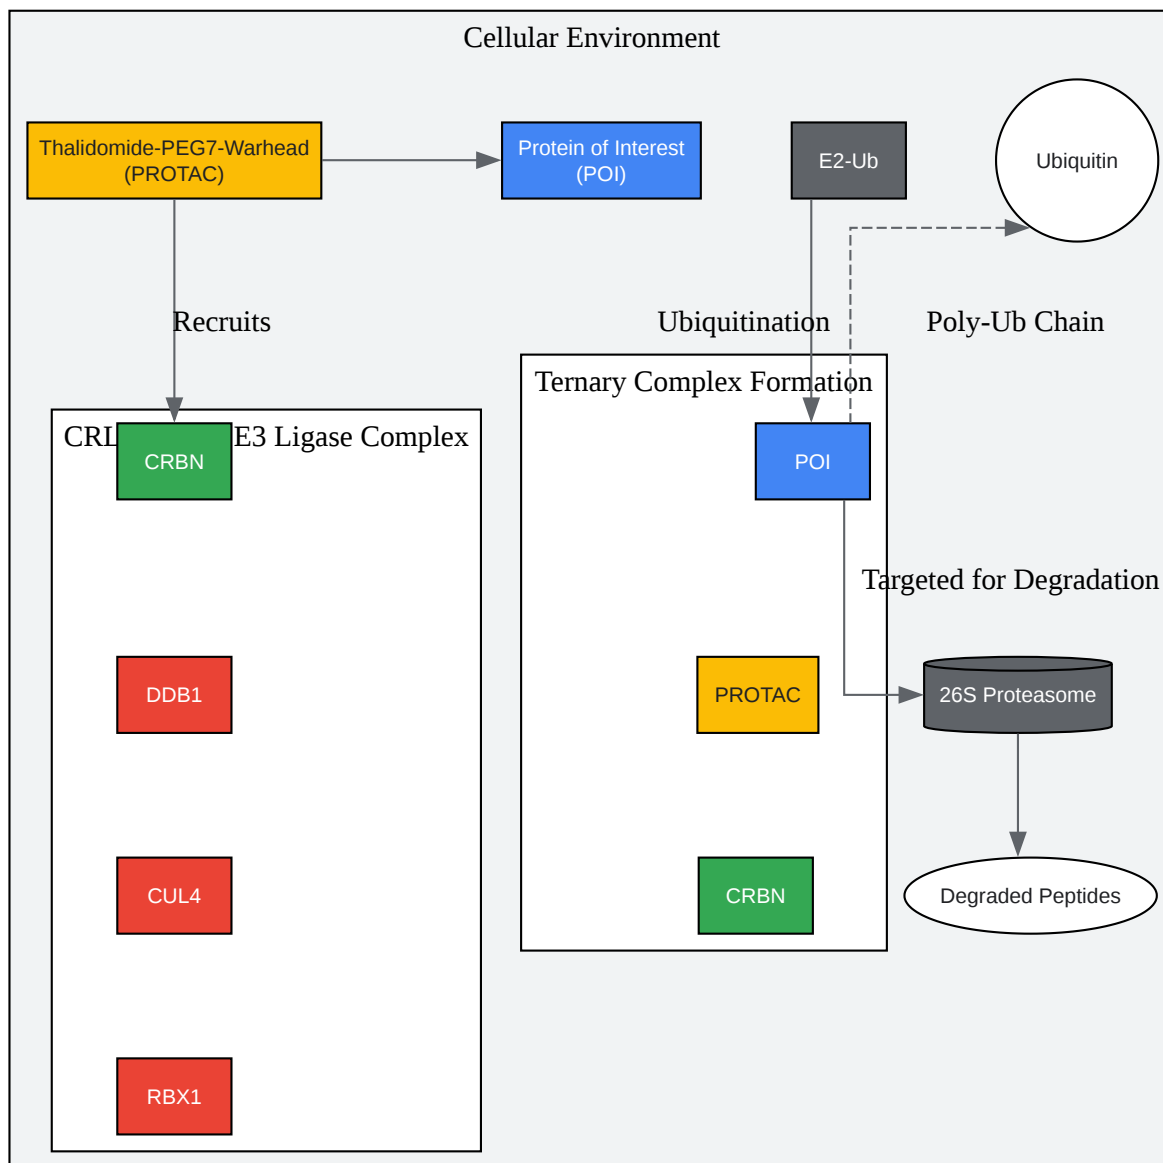 Cellular Environment
Thalidomide-PEG7-Warhead
(PROTAC)
Protein of Interest
(POI)
E2-Ub
Ubiquitin
Recruits
Ubiquitination
Poly-Ub Chain
Ternary Complex Formation
CRL
E3 Ligase Complex
CRBN
POI
Targeted for Degradation
DDB1
PROTAC
26S Proteasome
CUL4
CRBN
Degraded Peptides
RBX1